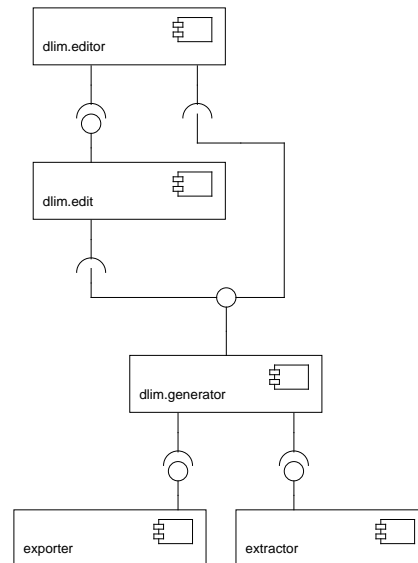 dlim.editor
dlim.edit
dlim.generator
exporter
extractor